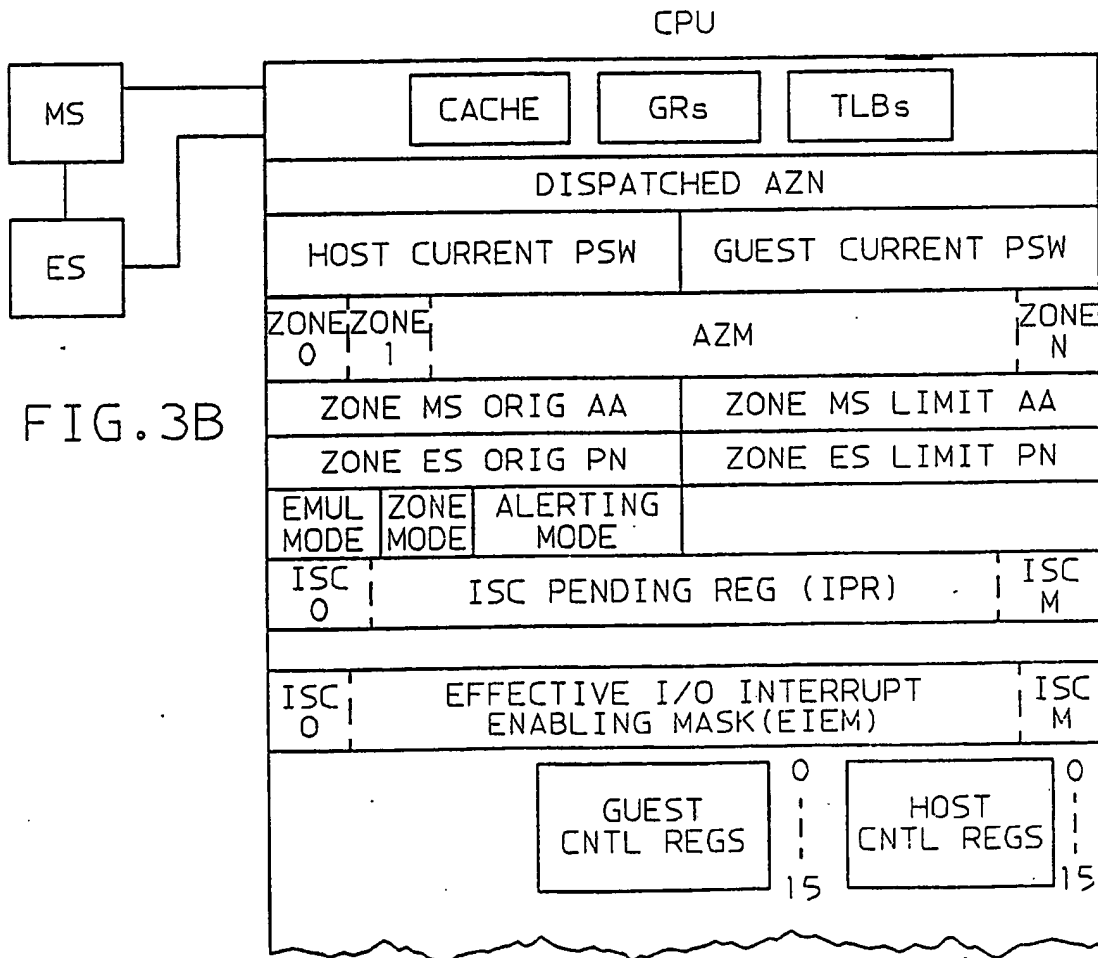 CPU
MS
CACHE GRs TLBs
DISPATCHED AZN
ES
HOST CURRENT PSW GUEST CURRENT PSW
ZONE 0 ZONE 1 AZM ZONE N
FIG.3B
ZONE MS ORIG AA ZONE MS LIMIT AA
ZONE ES ORIG PN ZONE ES LIMIT PN
EMUL MODE ZONE MODE ALERTING MODE
ISC 0 ISC PENDING REG (IPR) ISC M
ISC 0 EFFECTIVE I/O INTERRUPT ENABLING MASK(EIEM) ISC M
GUEST CNTL REGS 0 15 HOST CNTL REGS 0 15